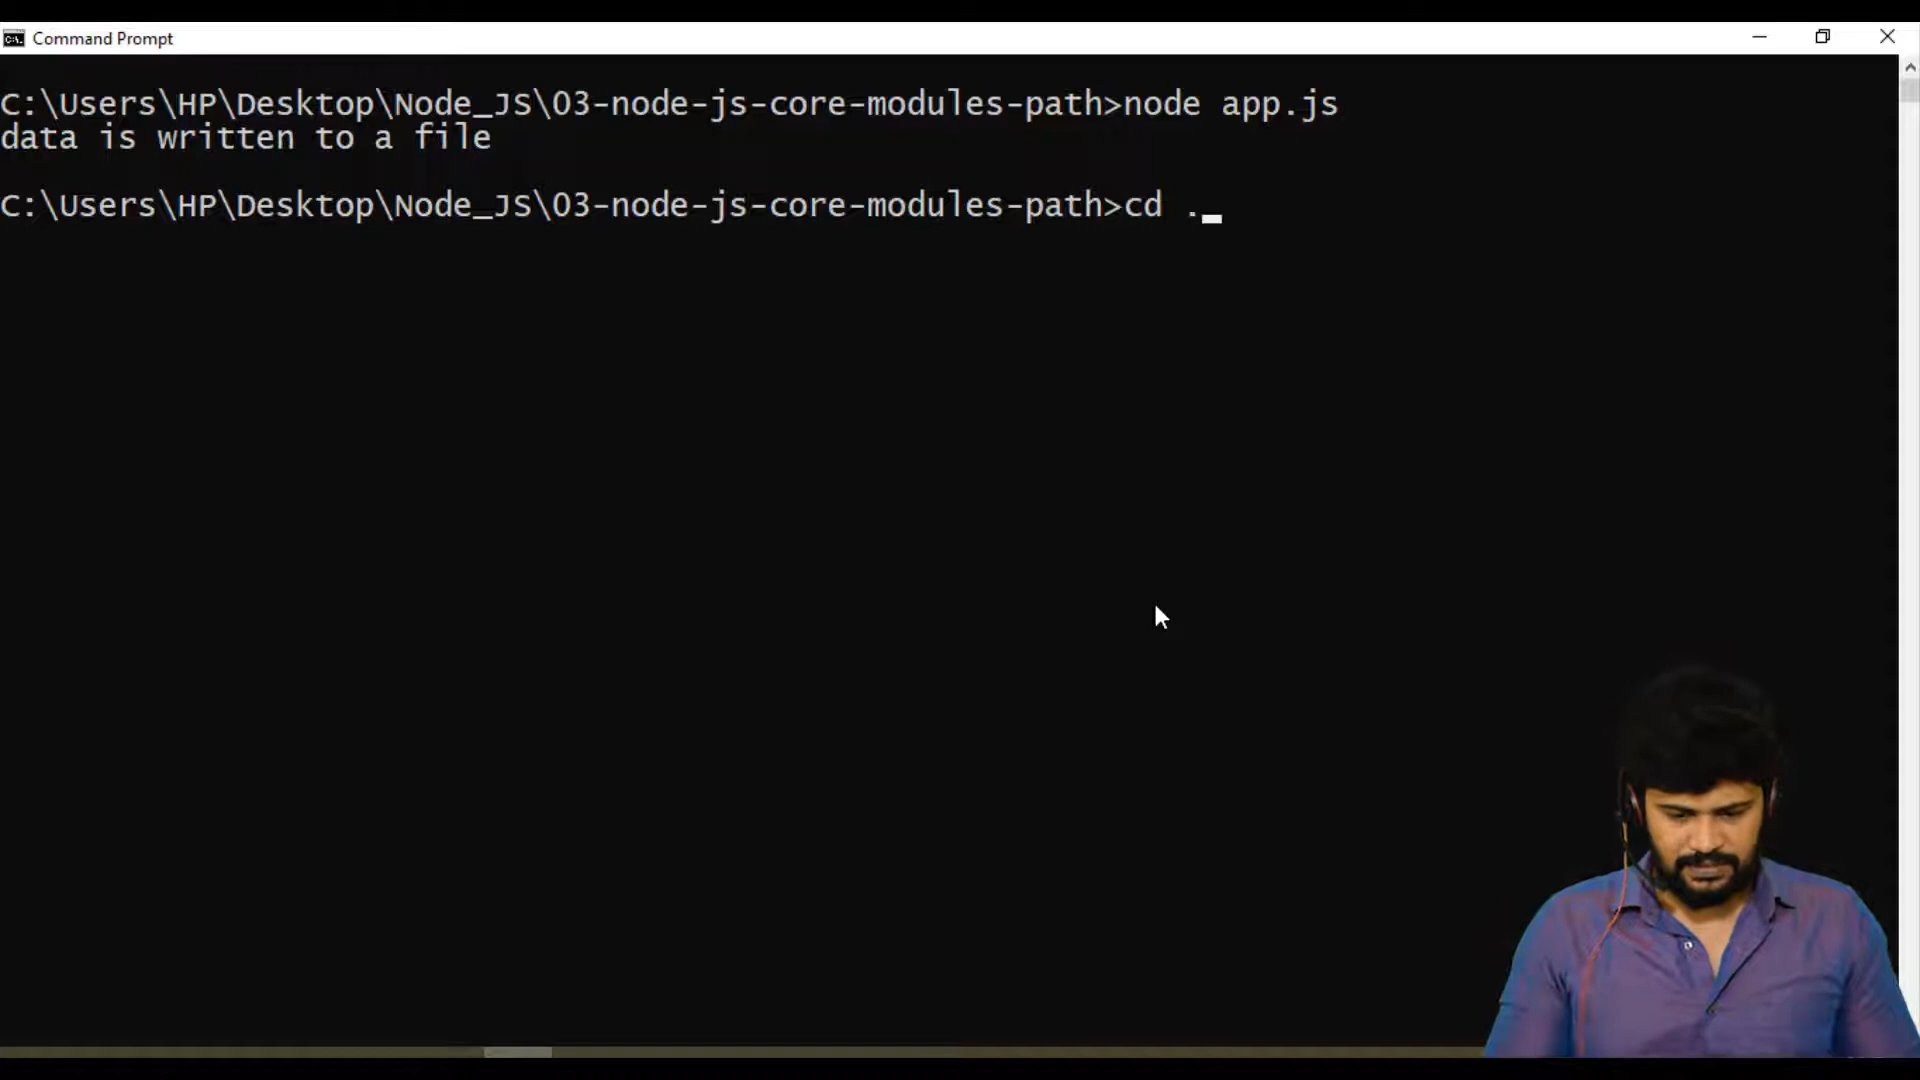 Command Prompt
C:\Users\HP\Desktop\Node_JS\03-node-js-core-modules-path>node app.js
data is written to a file
C:\Users\HP\Desktop\Node_JS\03-node-js-core-modules-path>cd ._